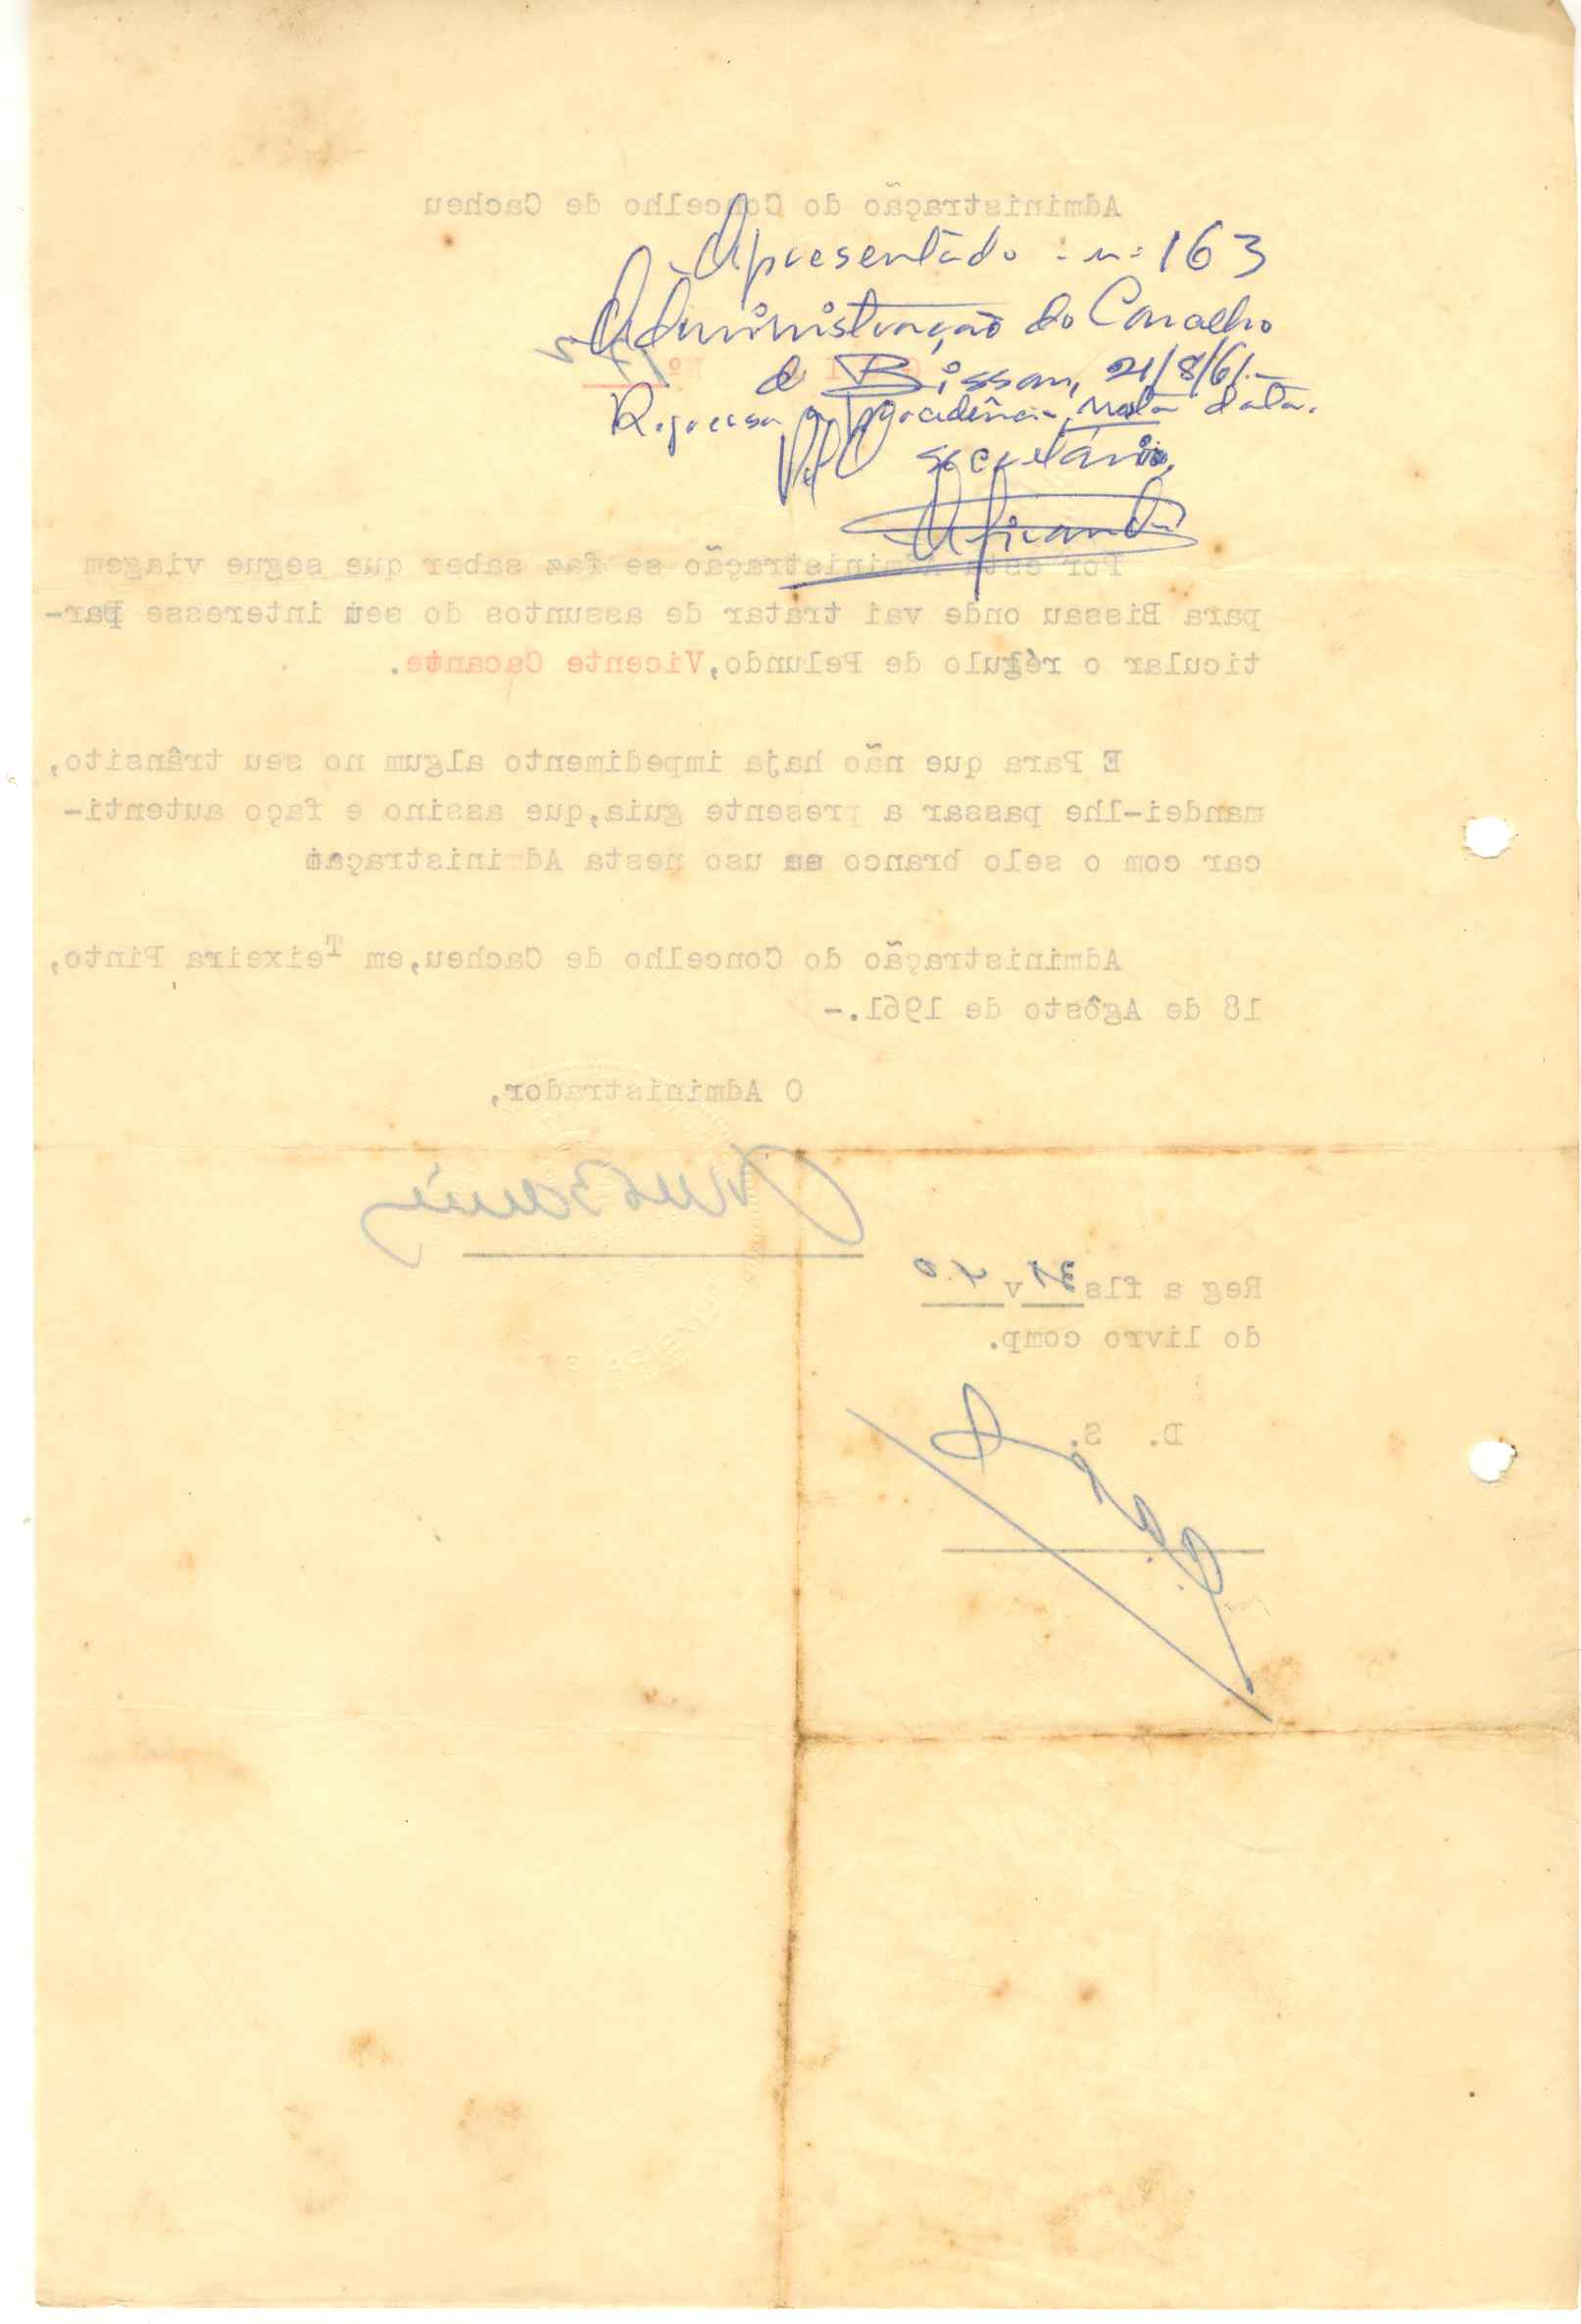 Administração do Concelho de Cacheu
Apresentado : n: 163
Administração do Concelho
de Bissau, 21/8/61.-
Regressa à procedência nesta data.
O secretário,
Nº
Por esta Administração se faz saber que segue viagem
para Bissau onde vai tratar de assuntos do seu interesse Par-
ticular o régulo de Pelundo,Vicente Cacante.
E Para que não haja impedimento algum no seu trânsito,
mandei-lhe passar a presente guia,que assino e faço autenti-
car com o selo branco em uso nesta Ad inistração
Administração do Concelho de Cacheu,em Teixeira Pinto,
18 de Agôsto de 1961.-
O Administrador,
Reg a fls v
do livro comp.
D. S.